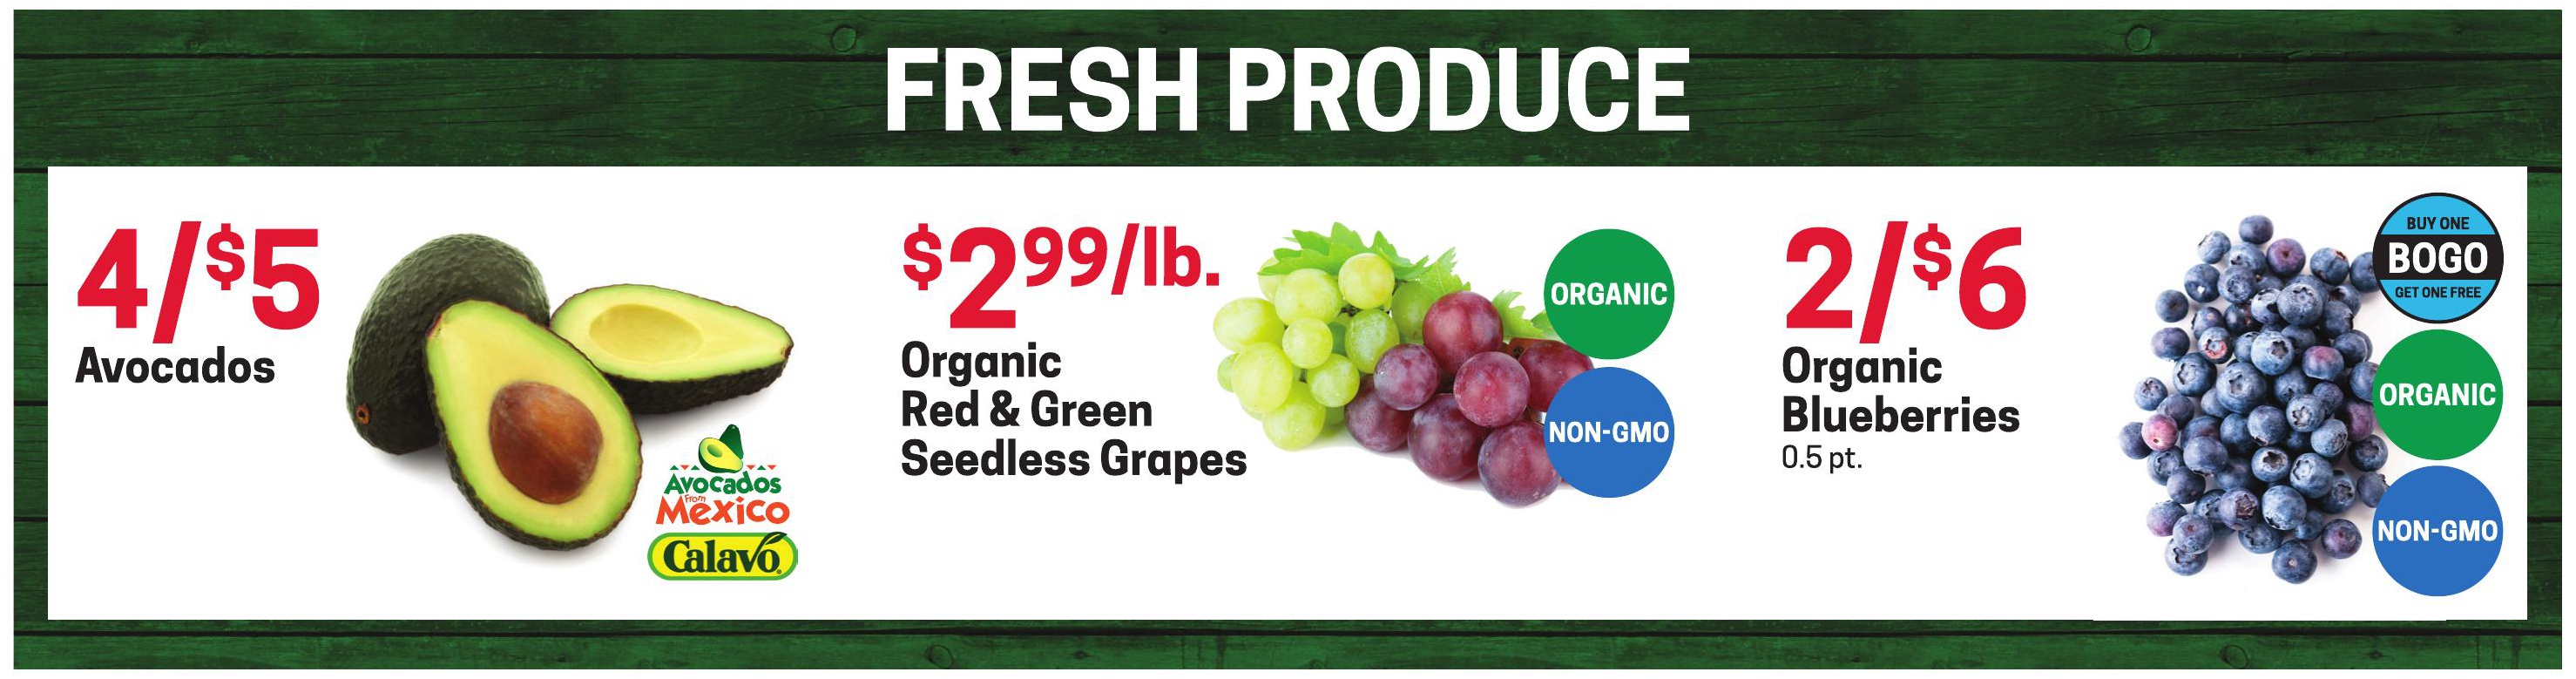 FRESH PRODUCE
4/$5
Avocados
Avocados
From
Mexico
Calavo
$2 99/lb.
Organic
Red & Green
Seedless Grapes
ORGANIC
NON-GMO
2/$6
Organic
Blueberries
0.5 pt.
BUY ONE
BOGO
GET ONE FREE
ORGANIC
NON-GMO